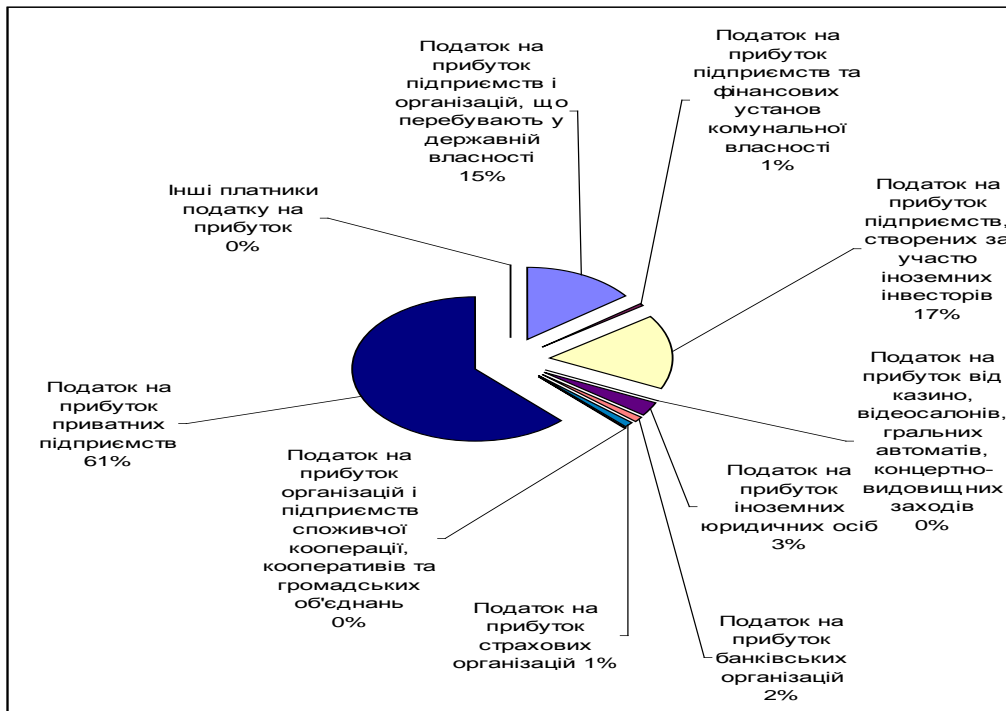 Податок на
прибуток
підприємств і
організацій, що
перебувають у
державній
власності
15%
Податок на
прибуток
підприємств та
фінансових
установ
комунальної
власності
1%
Інші платники
податку на
прибуток
0%
Податок на
прибуток
підприємств,
створених за
участю
іноземних
інвесторів
17%
Податок на
прибуток від
казино,
відеосалонів,
гральних
автоматів,
концертно-
видовищних
заходів
0%
Податок на
прибуток
приватних
підприємств
61%
Податок на
прибуток
організацій і
підприємств
споживчої
кооперації,
кооперативів та
громадських
об'єднань
0%
Податок на
прибуток
іноземних
юридичних осіб
3%
Податок на
прибуток
страхових
організацій 1%
Податок на
прибуток
банківських
організацій
2%